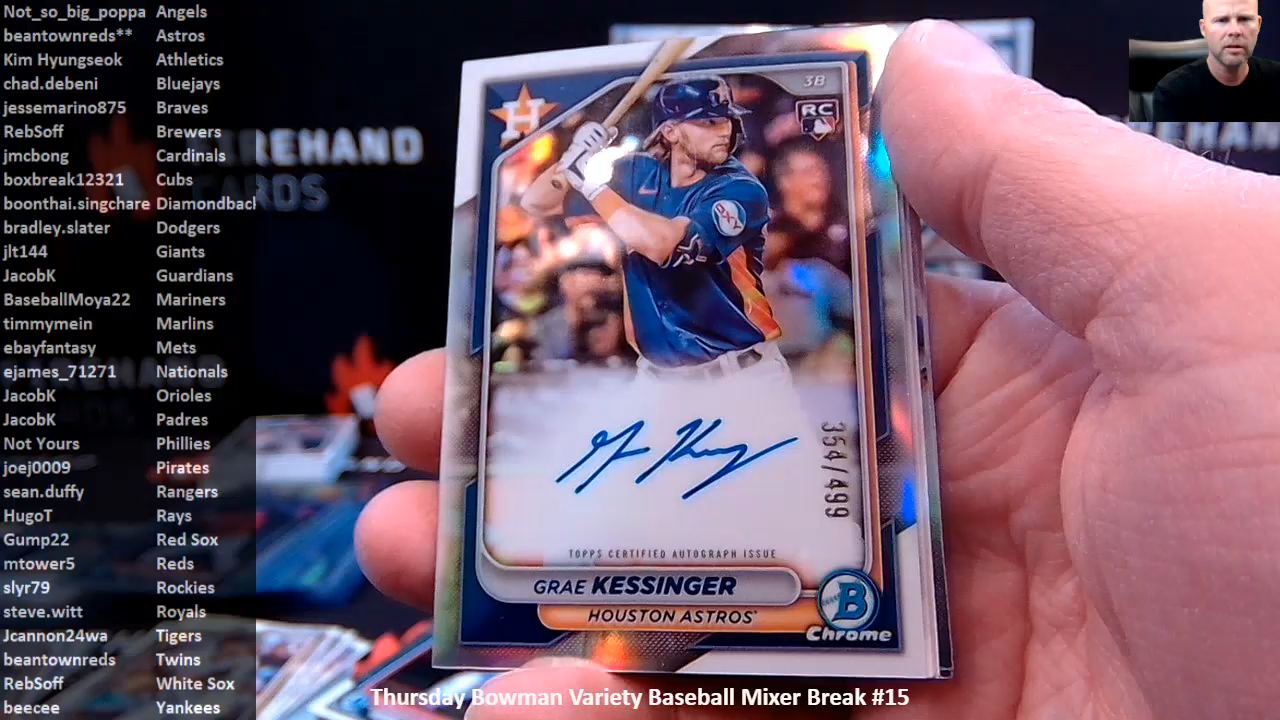 Not_so_big_poppa Angels
beantownreds** Astros
Kim Hyungseok Athletics
chad.debeni Bluejays
jessemarino875 Braves
RebSoff Brewers
jmcbong Cardinals
boxbreak12321 Cubs
boonthai.singchare Diamondback
bradley.slater Dodgers
jlt144 Giants
JacobK Guardians
BaseballMoya22 Mariners
timmymein Marlins
ebayfantasy Mets
ejames_71271 Nationals
JacobK Orioles
JacobK Padres
Not Yours Phillies
joej0009 Pirates
sean.duffy Rangers
HugoT Rays
Gump22 Red Sox
mtower5 Reds
slyr79 Rockies
steve.witt Royals
Jcannon24wa Tigers
beantownreds Twins
RebSoff White Sox
beecee Yankees
REHAND
CARDS
H
3B
RC
OXY
354/499
TOPPS CERTIFIED AUTOGRAPH ISSUE
GRAE KESSINGER
HOUSTON ASTROS
B
Chrome
Thursday Bowman Variety Baseball Mixer Break #15